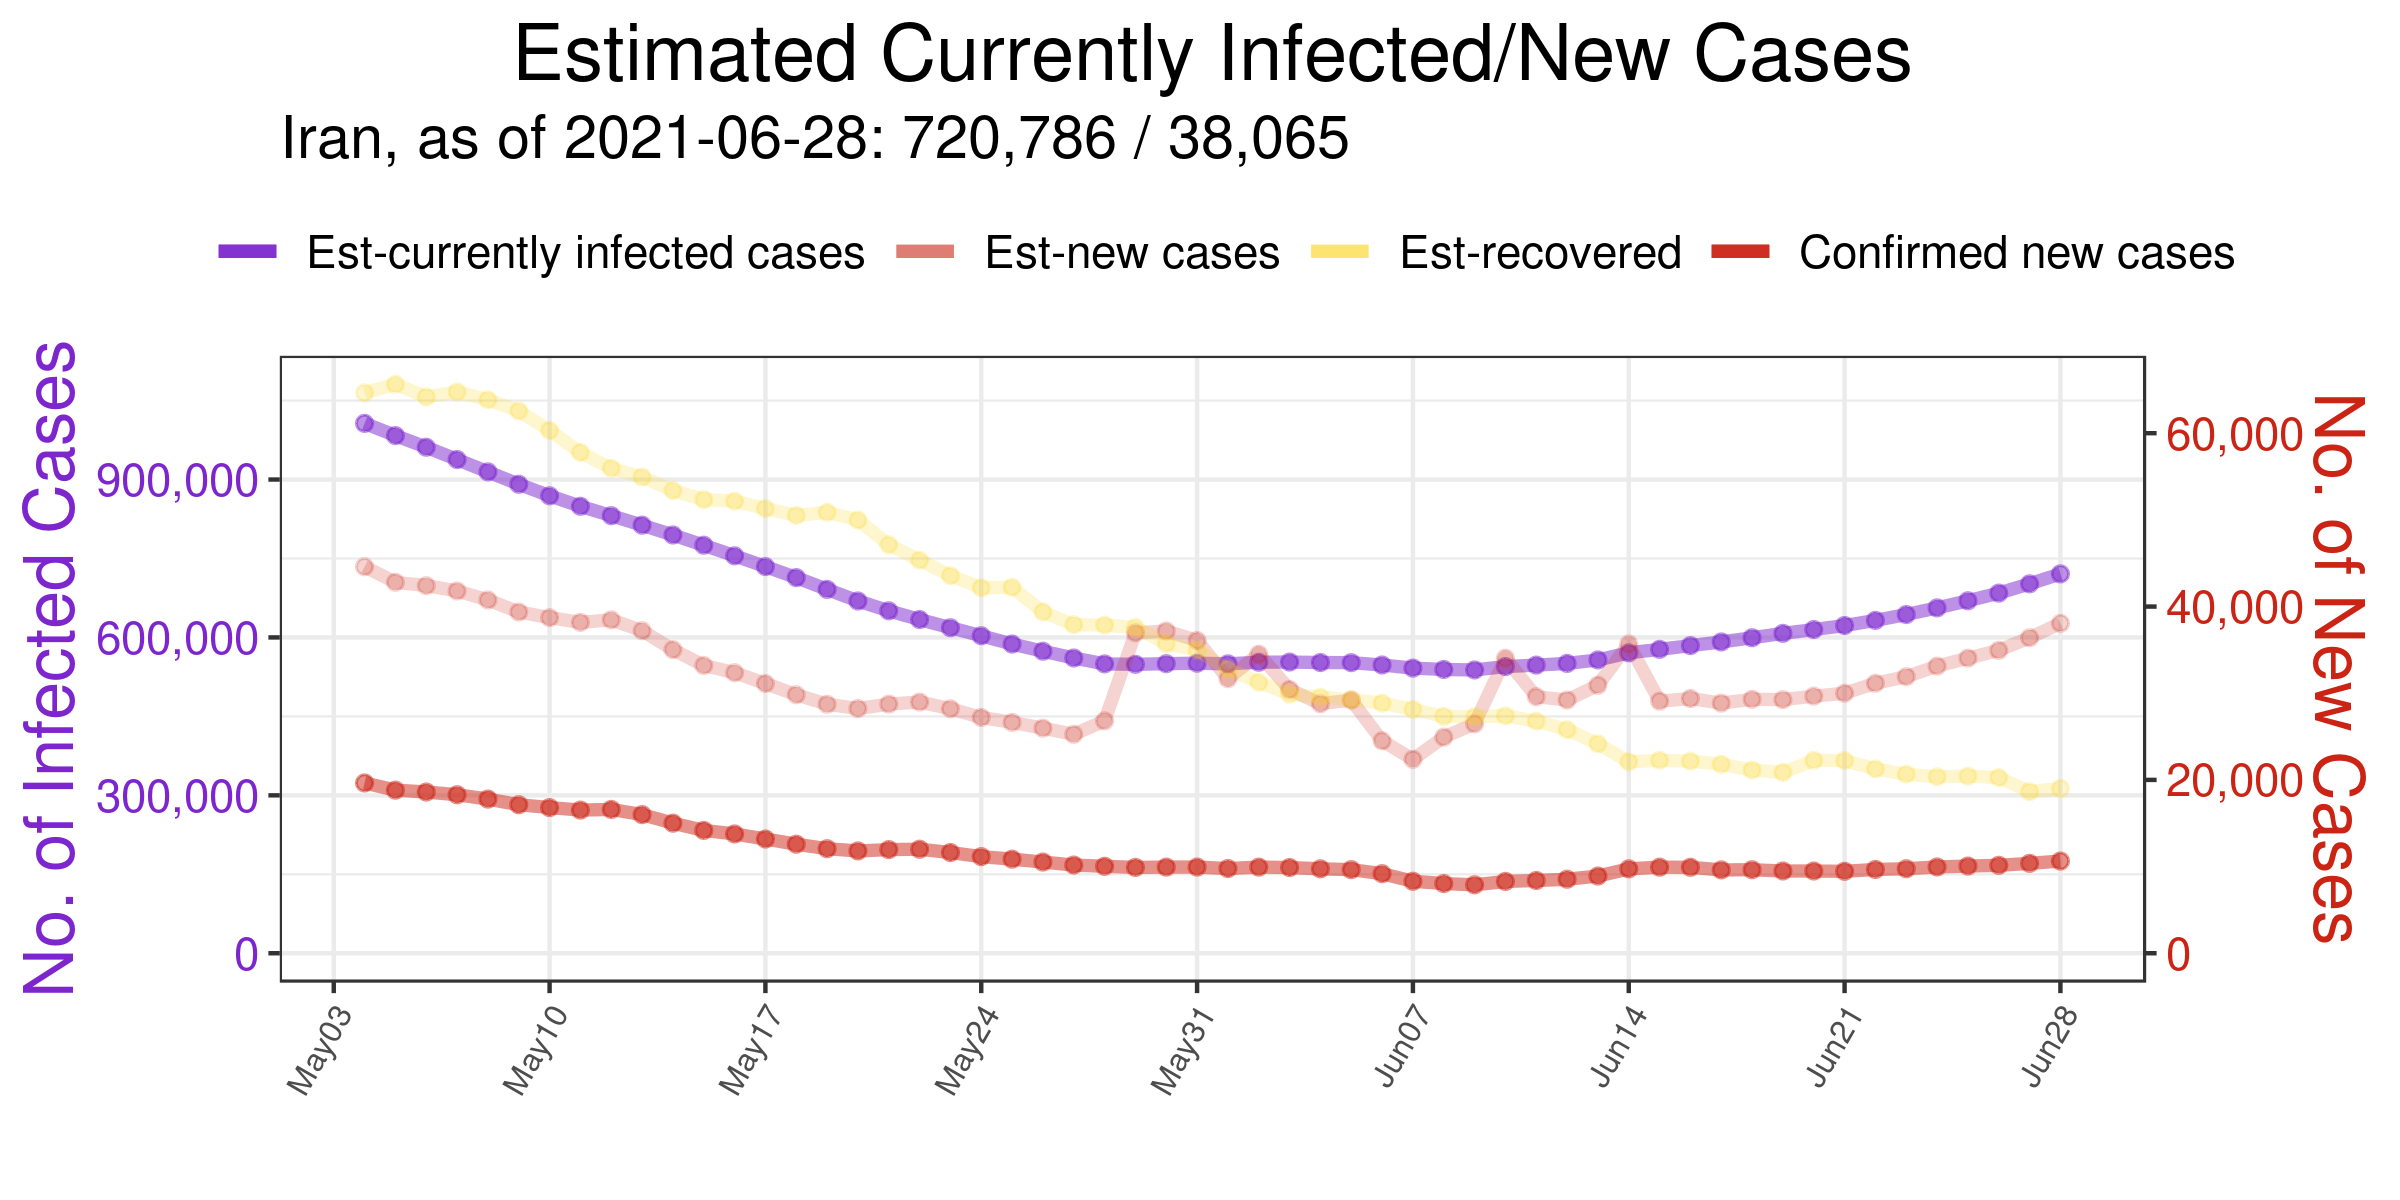 Estimated Currently Infected/New Cases
Iran, as of 2021-06-28: 720,786 / 38,065
Est-currently infected cases Est-new cases Est-recovered Confirmed new cases
No. of Infected Cases
900,000
600,000
300,000
0
60,000
40,000
20,000
0
No. of New Cases
May03 May10 May17 May24 May31 Jun07 Jun14 Jun21 Jun28